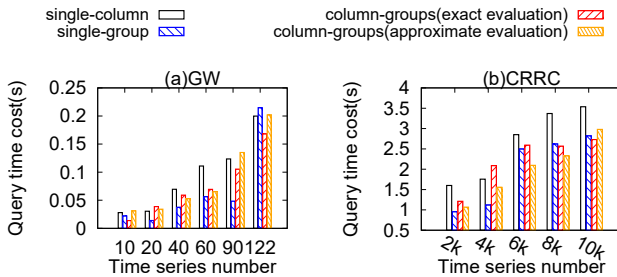 single-column
single-group
column-groups(exact evaluation)
column-groups(approximate evaluation)
(a)GW
Query time cost(s)
0.25
0.2
0.15
0.1
0.05
0
10 20 40 60 90 122
Time series number
(b)CRRC
Query time cost(s)
4
3.5
3
2.5
2
1.5
1
0.5
2k 4k 6k 8k 10k
Time series number